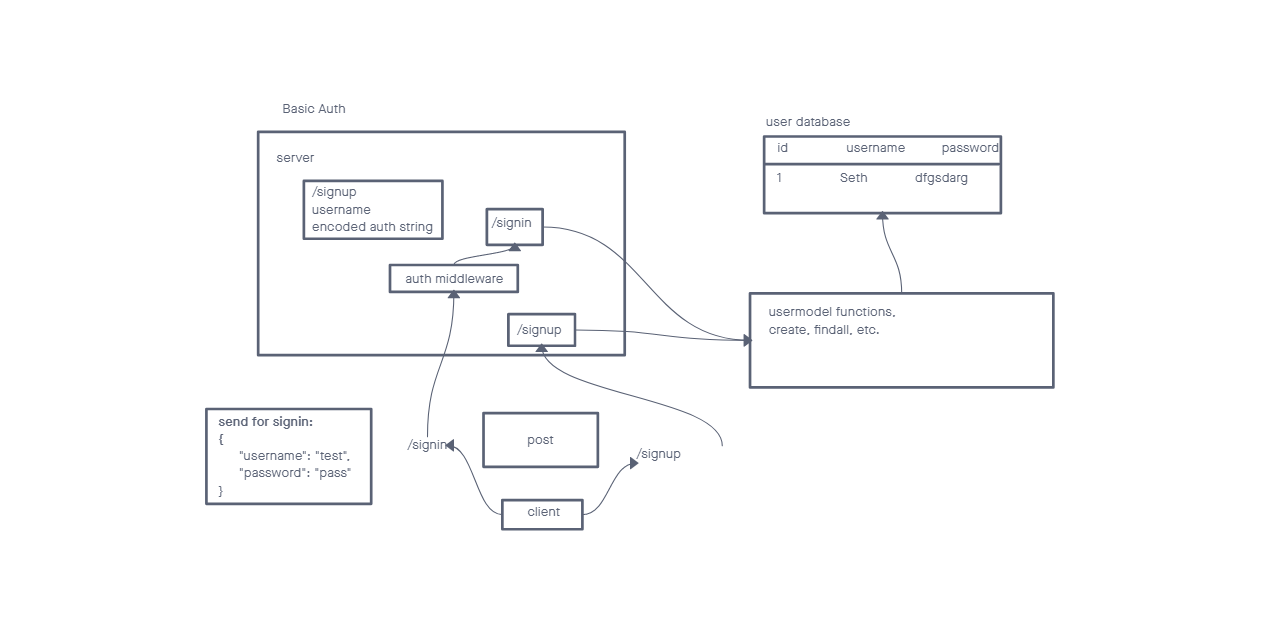 Basic Auth
user database
id username password
1 Seth dfgsdarg
server
/signup
username
encoded auth string
/signin
auth middleware
/signup
usermodel functions,
create, findall, etc.
send for signin:
{
"username": "test",
"password": "pass"
}
/signin
post
/signup
client